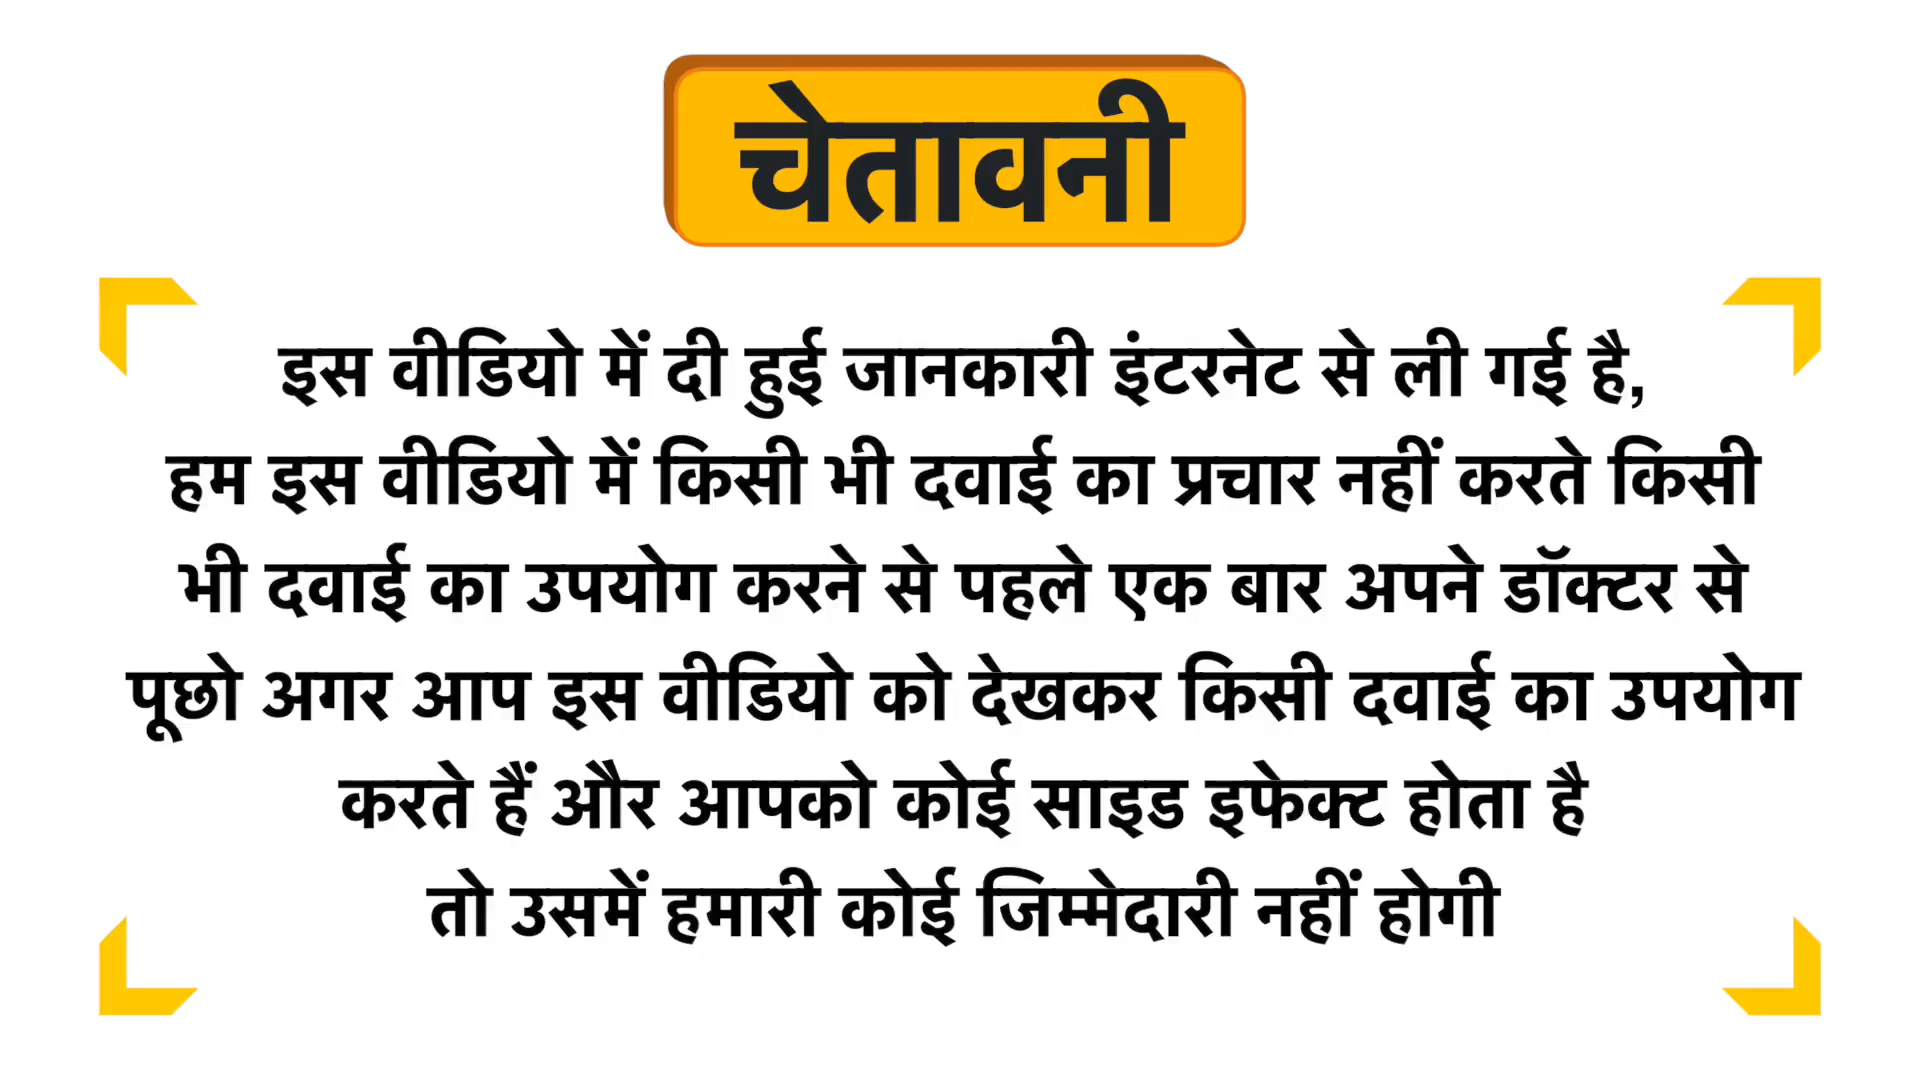 चेतावनी
इस वीडियो में दी हुई जानकारी इंटरनेट से ली गई है,
हम इस वीडियो में किसी भी दवाई का प्रचार नहीं करते किसी
भी दवाई का उपयोग करने से पहले एक बार अपने डॉक्टर से
पूछो अगर आप इस वीडियो को देखकर किसी दवाई का उपयोग
करते हैं और आपको कोई साइड इफेक्ट होता है
तो उसमें हमारी कोई जिम्मेदारी नहीं होगी